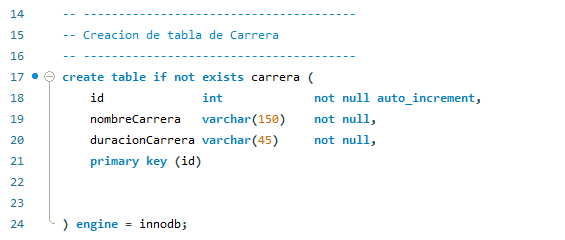 14 -- ---------------------------------------
15 -- Creacion de tabla de Carrera
16 -- ---------------------------------------
17 create table if not exists carrera (
18 id int not null auto_increment,
19 nombreCarrera varchar(150) not null,
20 duracionCarrera varchar(45) not null,
21 primary key (id)
22
23
24 ) engine = innodb;